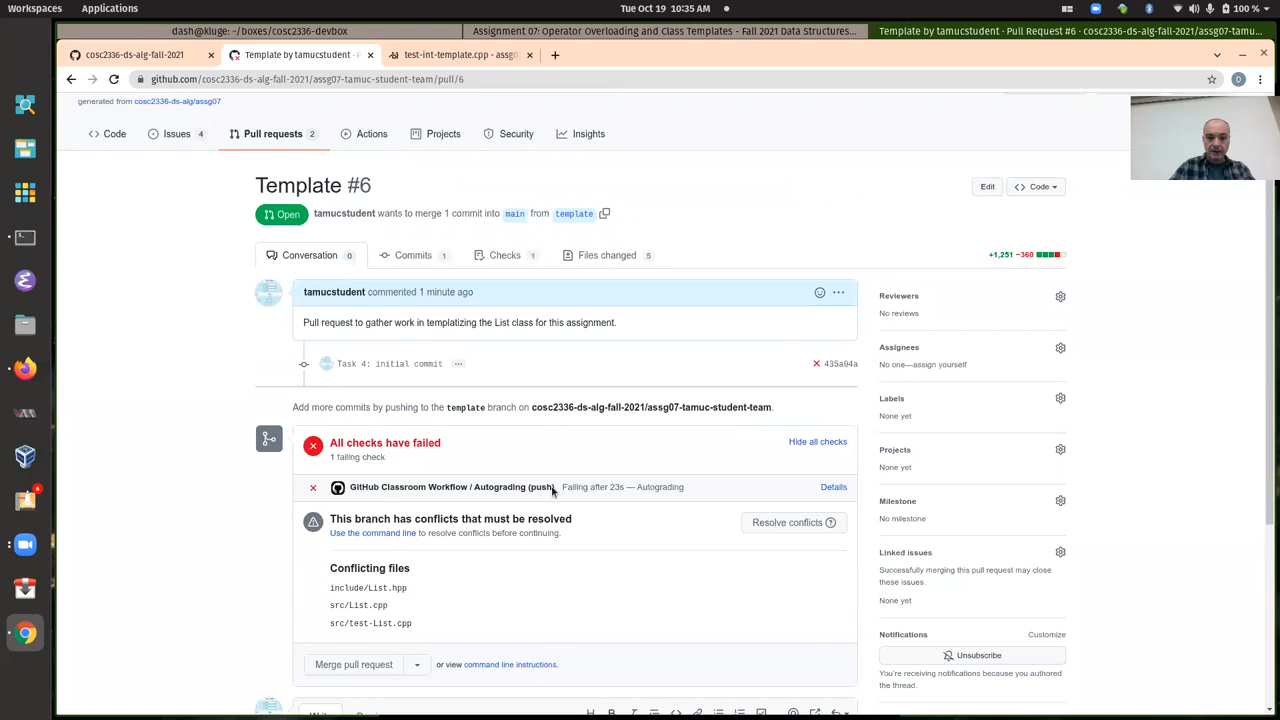 Workspaces Applications
Tue Oct 19 10:35 AM
100 %
dash@kluge: ~/boxes/cosc2336-devbox
Assignment 07: Operator Overloading and Class Templates - Fall 2021 Data Structures...
Template by tamucstudent · Pull Request #6 · cosc2336-ds-alg-fall-2021/assg07-tamuc-...
cosc2336-ds-alg-fall-2021
Template by tamucstudent · P
test-int-template.cpp - assg0
github.com/cosc2336-ds-alg-fall-2021/assg07-tamuc-student-team/pull/6
D
generated from cosc2336-ds-alg/assg07
Code
Issues 4
Pull requests 2
Actions
Projects
Security
Insights
Template #6
Edit
Code
Open
tamucstudent wants to merge 1 commit into main from template
Conversation 0
Commits 1
Checks 1
Files changed 5
+1,251 −360
tamucstudent commented 1 minute ago
Pull request to gather work in templatizing the List class for this assignment.
Task 4: initial commit ...
435a04a
Add more commits by pushing to the template branch on cosc2336-ds-alg-fall-2021/assg07-tamuc-student-team.
All checks have failed
1 failing check
Hide all checks
GitHub Classroom Workflow / Autograding (push) Failing after 23s — Autograding
Details
This branch has conflicts that must be resolved
Use the command line to resolve conflicts before continuing.
Resolve conflicts
Conflicting files
include/List.hpp
src/List.cpp
src/test-List.cpp
Merge pull request
or view command line instructions.
Reviewers
No reviews
Assignees
No one—assign yourself
Labels
None yet
Projects
None yet
Milestone
No milestone
Linked issues
Successfully merging this pull request may close
these issues.
None yet
Notifications
Customize
Unsubscribe
You're receiving notifications because you authored
the thread.